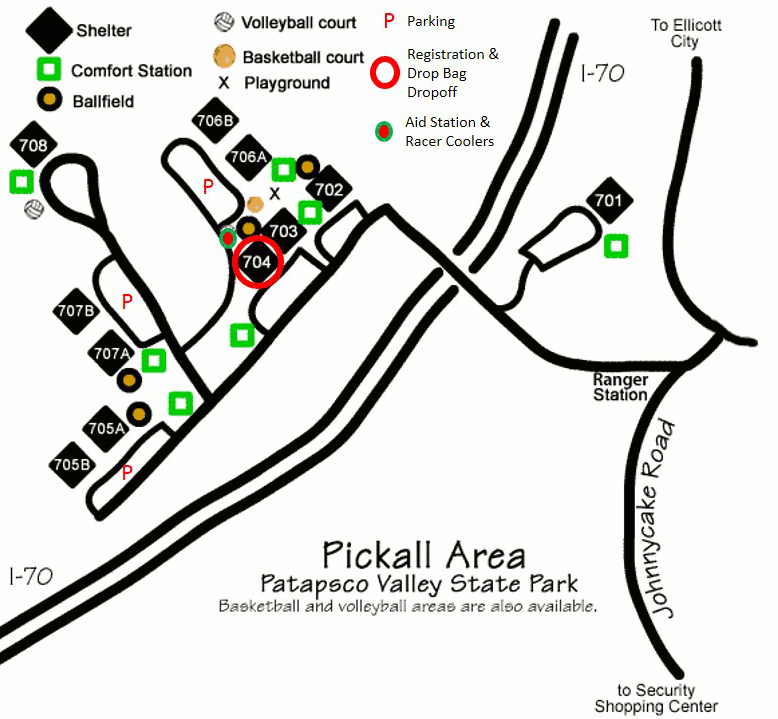 Shelter
Comfort Station
Ballfield
Volleyball court
Basketball court
X Playground
P Parking
Registration &
Drop Bag
Dropoff
Aid Station &
Racer Coolers
To Ellicott
City
I-70
706B
706A
708
P
X
702
701
703
704
P
707B
707A
705A
705B
P
Ranger
Station
Johnnycake Road
I-70
Pickall Area
Patapsco Valley State Park
Basketball and volleyball areas are also available.
to Security
Shopping Center